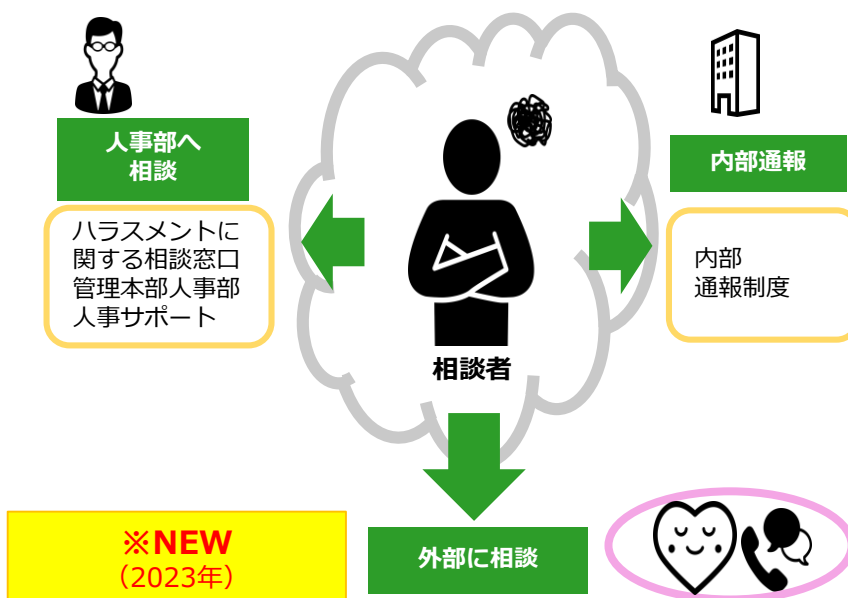 人事部へ
相談
ハラスメントに
関する相談窓口
管理本部人事部
人事サポート
内部通報
内部
通報制度
相談者
※NEW
（2023年）
外部に相談